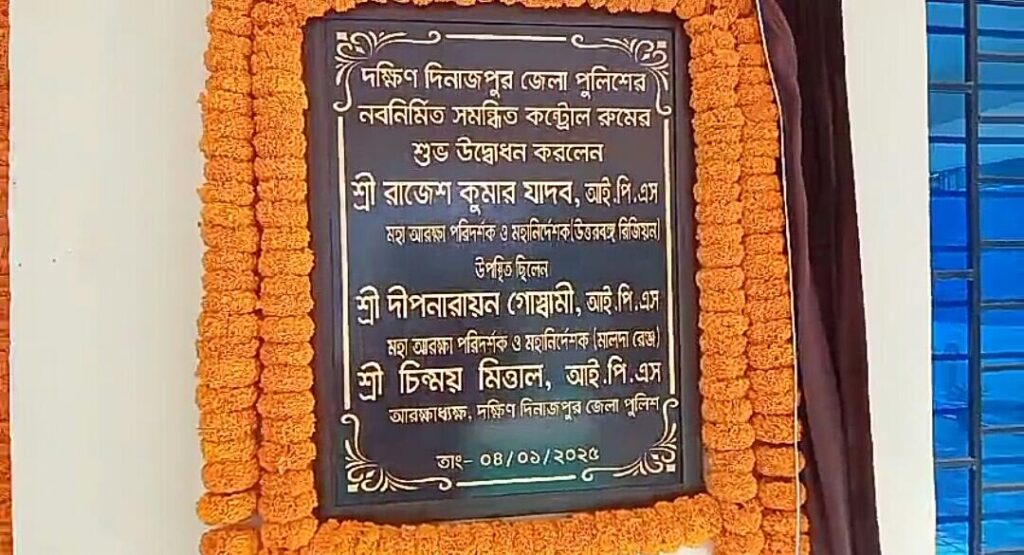 দক্ষিণ দিনাজপুর জেলা পুলিশের
নবনির্মিত সমন্বিত কন্ট্রোল রুমের
শুভ উদ্বোধন করলেন
শ্রী রাজেশ কুমার যাদব, আই.পি.এস
মহা আরক্ষা পরিদর্শক ও মহানির্দেশক(উত্তরবঙ্গ রিজিয়ন)
উপস্থিত ছিলেন
শ্রী দীপনারায়ন গোস্বামী, আই.পি.এস
মহা আরক্ষা পরিদর্শক ও মহানির্দেশক (মালদা রেঞ্জ)
শ্রী চিন্ময় মিত্তাল, আই.পি.এস
আরক্ষাধ্যক্ষ, দক্ষিণ দিনাজপুর জেলা পুলিশ
তাং- ০৪/০১/২০২৫